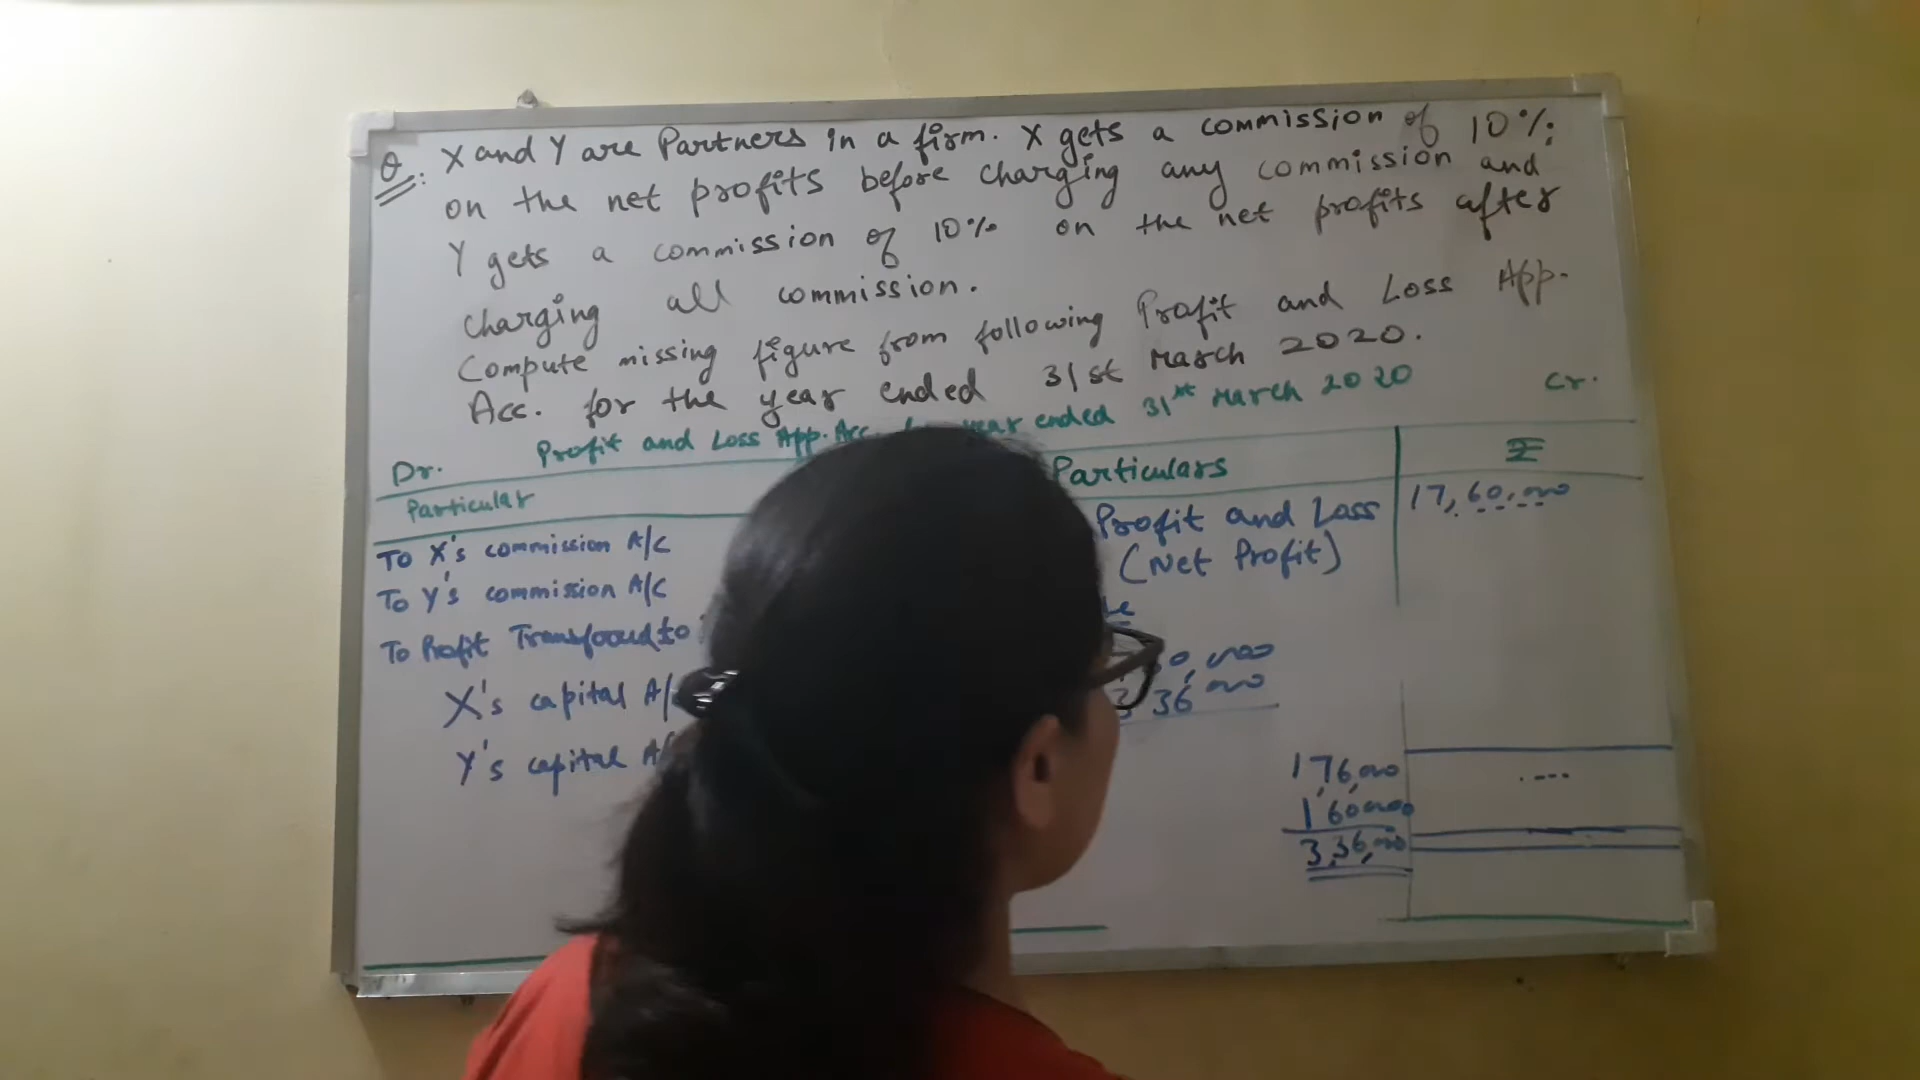 Q: X and Y are Partners in a firm. X gets a commission of 10%
on the net profits before charging any commission and
Y gets a commission of 10% on the net profits after
charging all commission.
Compute missing figure from following Profit and Loss App.
Acc. for the year ended 31st March 2020.
Profit and Loss App. Acc. year ended 31st March 2020
Dr. Cr.
Particular Particulars ₹
To X's commission A/C Profit and Loss 17,60,000
(Net Profit)
To Y's commission A/C
To Profit Transfored to
X's capital A/
Y's capital A/
36,000
1,76,000
1,60,000
3,36,000